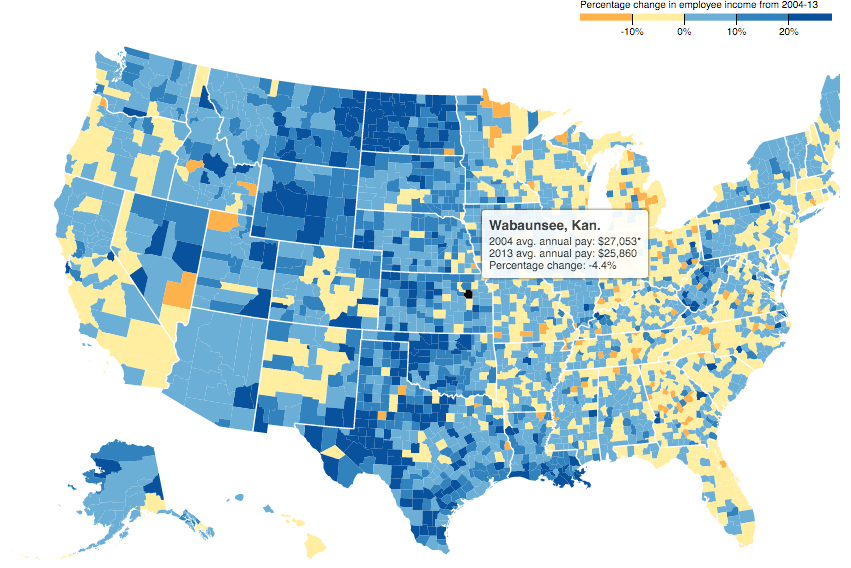 Percentage change in employee income from 2004-13
-10% 0% 10% 20%
Wabaunsee, Kan.
2004 avg. annual pay: $27,053*
2013 avg. annual pay: $25,860*
Percentage change: -4.4%